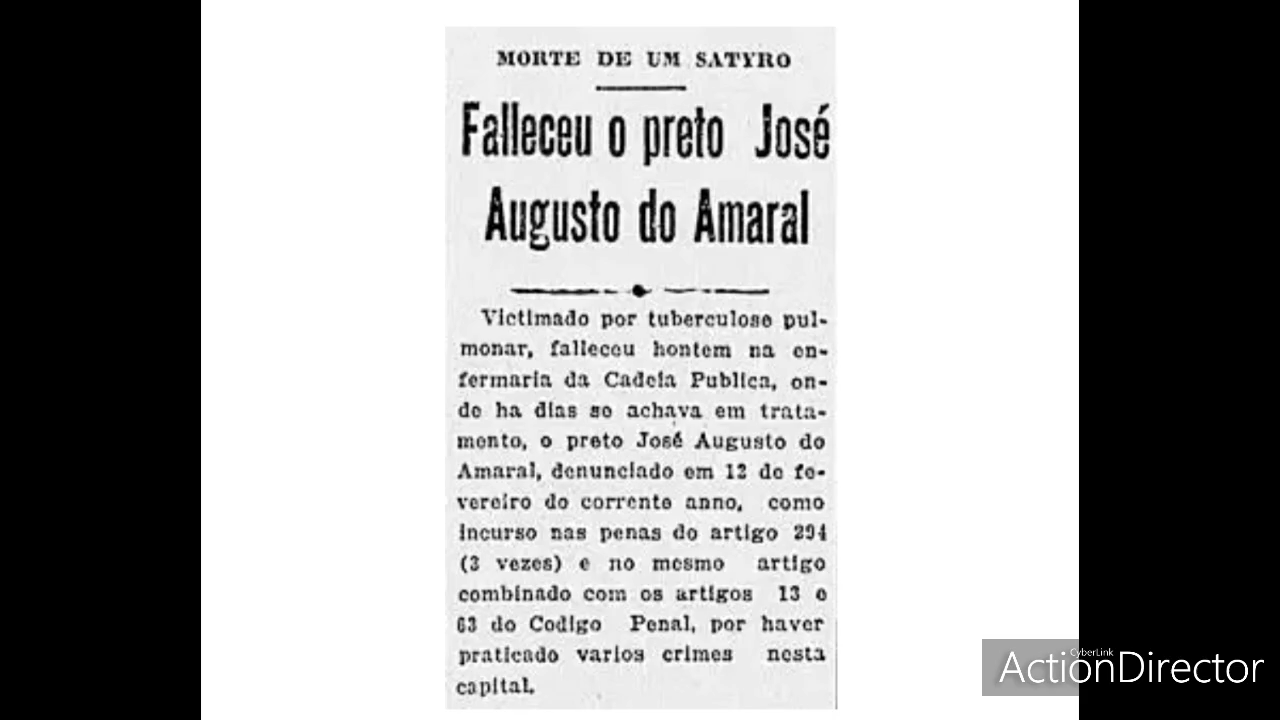 MORTE DE UM SATYRO
Falleceu o preto José
Augusto do Amaral
Victimado por tuberculose pul-
monar, falleceu hontem na en-
fermaria da Cadeia Publica, on-
de ha dias se achava em trata-
mento, o preto José Augusto do
Amaral, denunciado em 12 de fe-
vereiro do corrente anno, como
incurso nas penas do artigo 294
(3 vezes) e no mesmo artigo
combinado com os artigos 13 e
63 do Codigo Penal, por haver
praticado varios crimes nesta
capital.
CyberLink
ActionDirector